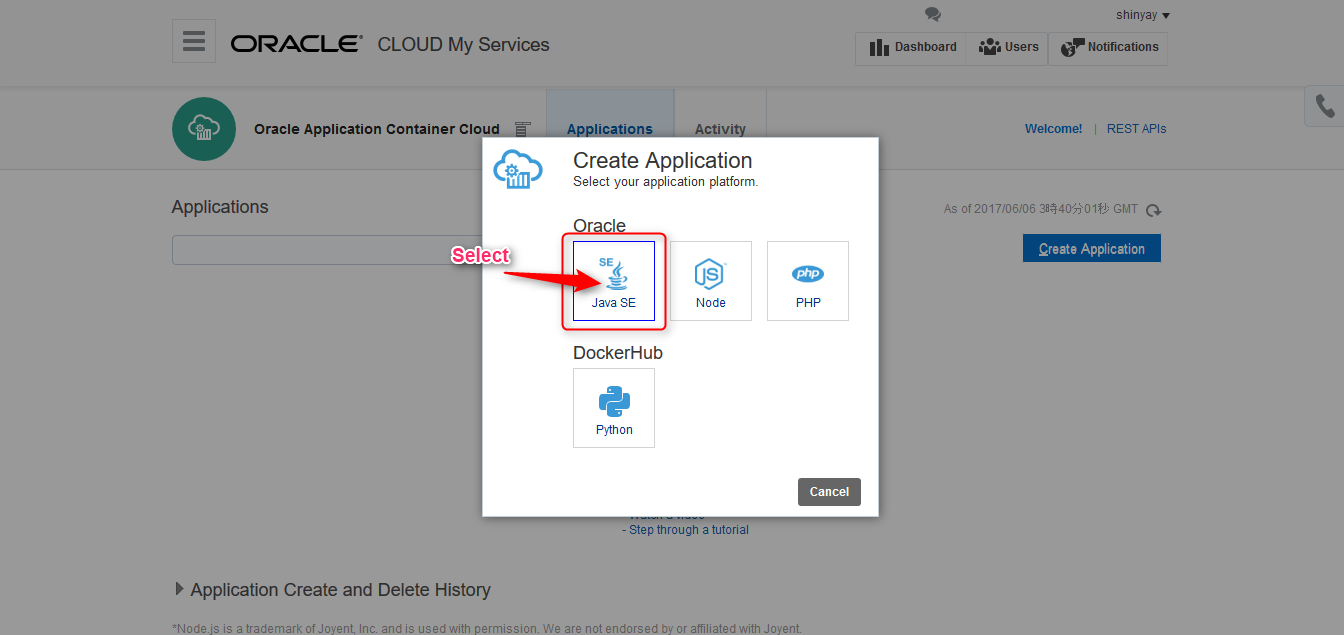 shinyay
ORACLE CLOUD My Services
Dashboard
Users
Notifications
Oracle Application Container Cloud
Applications
Activity
Welcome! | REST APIs
Create Application
Select your application platform.
Applications
As of 2017/06/06 3時40分01秒 GMT
Create Application
Oracle
Select
SE
Java SE
JS
Node
php
PHP
DockerHub
Python
Cancel
- Step through a tutorial
Application Create and Delete History
*Node.js is a trademark of Joyent, Inc. and is used with permission. We are not endorsed by or affiliated with Joyent.